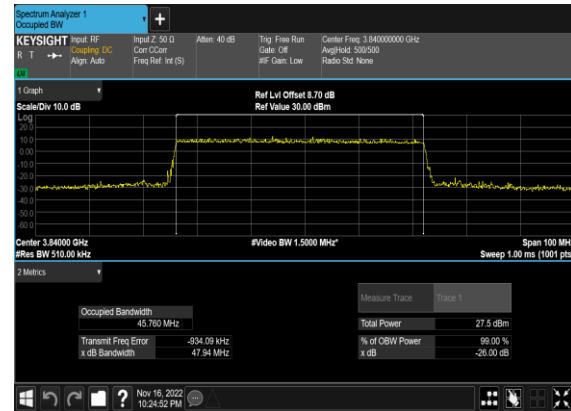 Spectrum Analyzer 1
Occupied BW
KEYSIGHT Input: RF Input Z: 50 Ω Atten: 40 dB Trig: Free Run Center Freq: 3.840000000 GHz
R T Coupling: DC Corr CCorr Gate: Off Avg|Hold: 500/500
Align: Auto Freq Ref: Int (S) #IF Gain: Low Radio Std: None
1 Graph
Ref Lvl Offset 8.70 dB
Scale/Div 10.0 dB Ref Value 30.00 dBm
Log
20.0
10.0
0.00
-10.0
-20.0
-30.0
-40.0
-50.0
-60.0
Center 3.84000 GHz #Video BW 1.5000 MHz* Span 100 MH
#Res BW 510.00 kHz Sweep 1.00 ms (1001 pts
2 Metrics
Measure Trace Trace 1
Occupied Bandwidth
45.760 MHz Total Power 27.5 dBm
Transmit Freq Error -934.09 kHz % of OBW Power 99.00 %
x dB Bandwidth 47.94 MHz x dB -26.00 dB
? Nov 16, 2022
10:24:52 PM